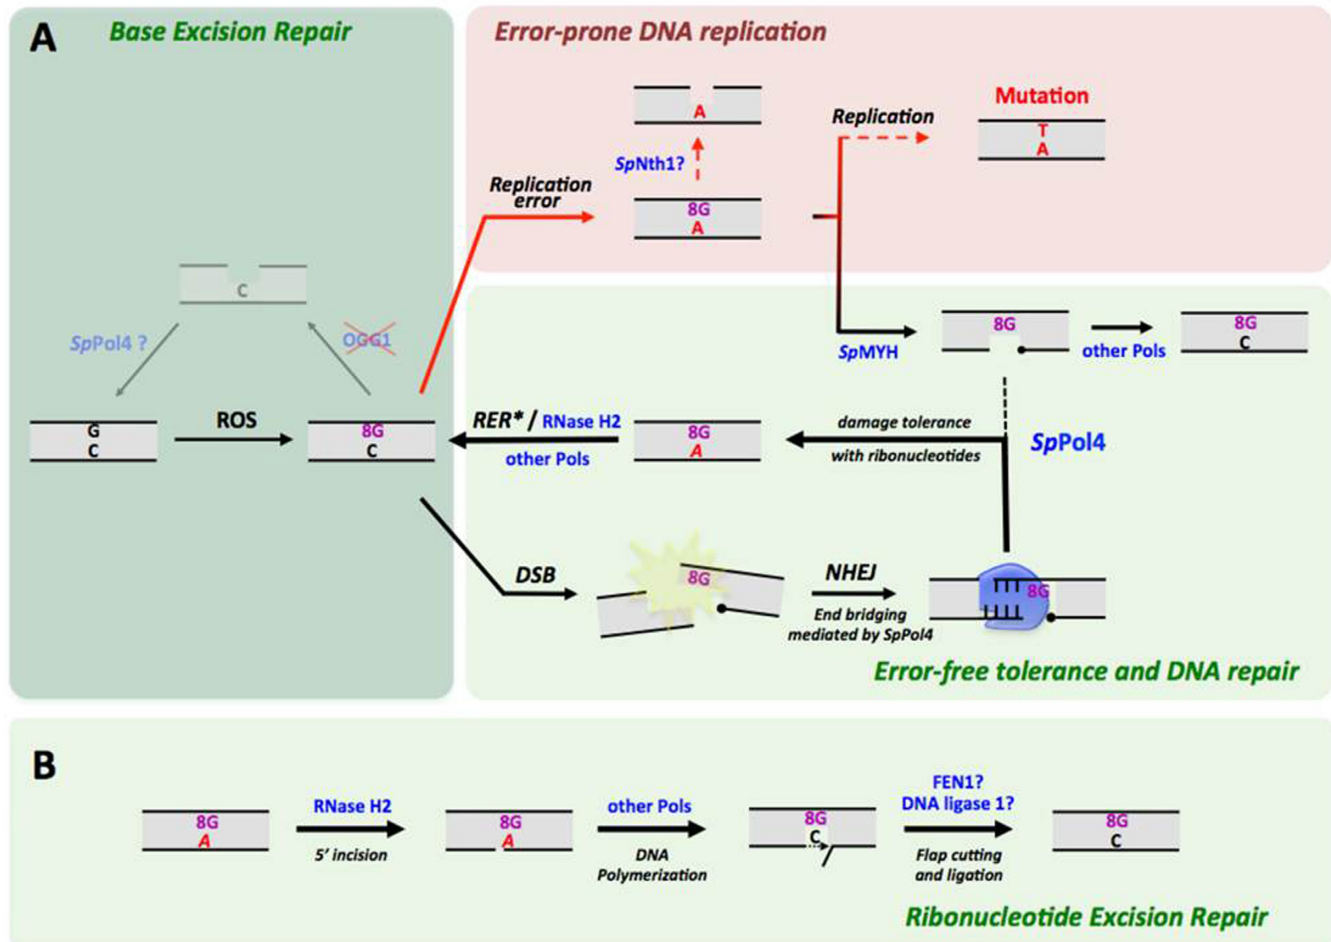 A
Base Excision Repair
Error-prone DNA replication
A
SpNth1?
Replication
error
8G
A
Replication
Mutation
T
A
C
SpPol4 ?
OGG1
G
C
ROS
8G
C
SpMYH
8G
other Pols
8G
C
RER* / RNase H2
other Pols
8G
A
damage tolerance
with ribonucleotides
SpPol4
DSB
8G
NHEJ
End bridging
mediated by SpPol4
8G
Error-free tolerance and DNA repair
B
8G
A
RNase H2
5' incision
8G
A
other Pols
DNA
Polymerization
8G
C
FEN1?
DNA ligase 1?
Flap cutting
and ligation
8G
C
Ribonucleotide Excision Repair